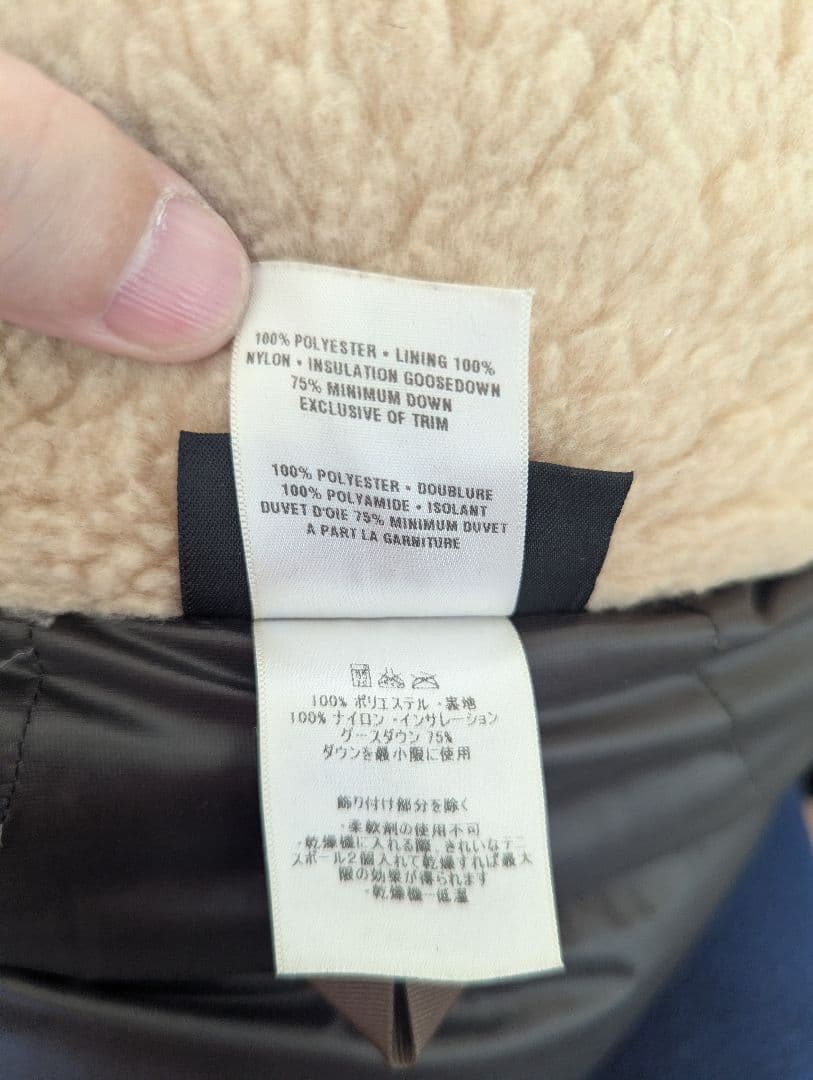 100% POLYESTER • LINING 100%
NYLON • INSULATION GOOSEDOWN
75% MINIMUM DOWN
EXCLUSIVE OF TRIM
100% POLYESTER • DOUBLURE
100% POLYAMIDE • ISOLANT
DUVET D'OIE 75% MINIMUM DUVET
A PART LA GARNITURE
100% ポリエステル・裏地
100% ナイロン・インサレーション
グースダウン 75%
ダウンを最小限に使用
飾り付け部分を除く
・柔軟剤の使用不可
・乾燥機に入れる際、きれいなテニ
スボール2個入れて乾燥すれば最大
限の効果が得られます
・乾燥機ー低温